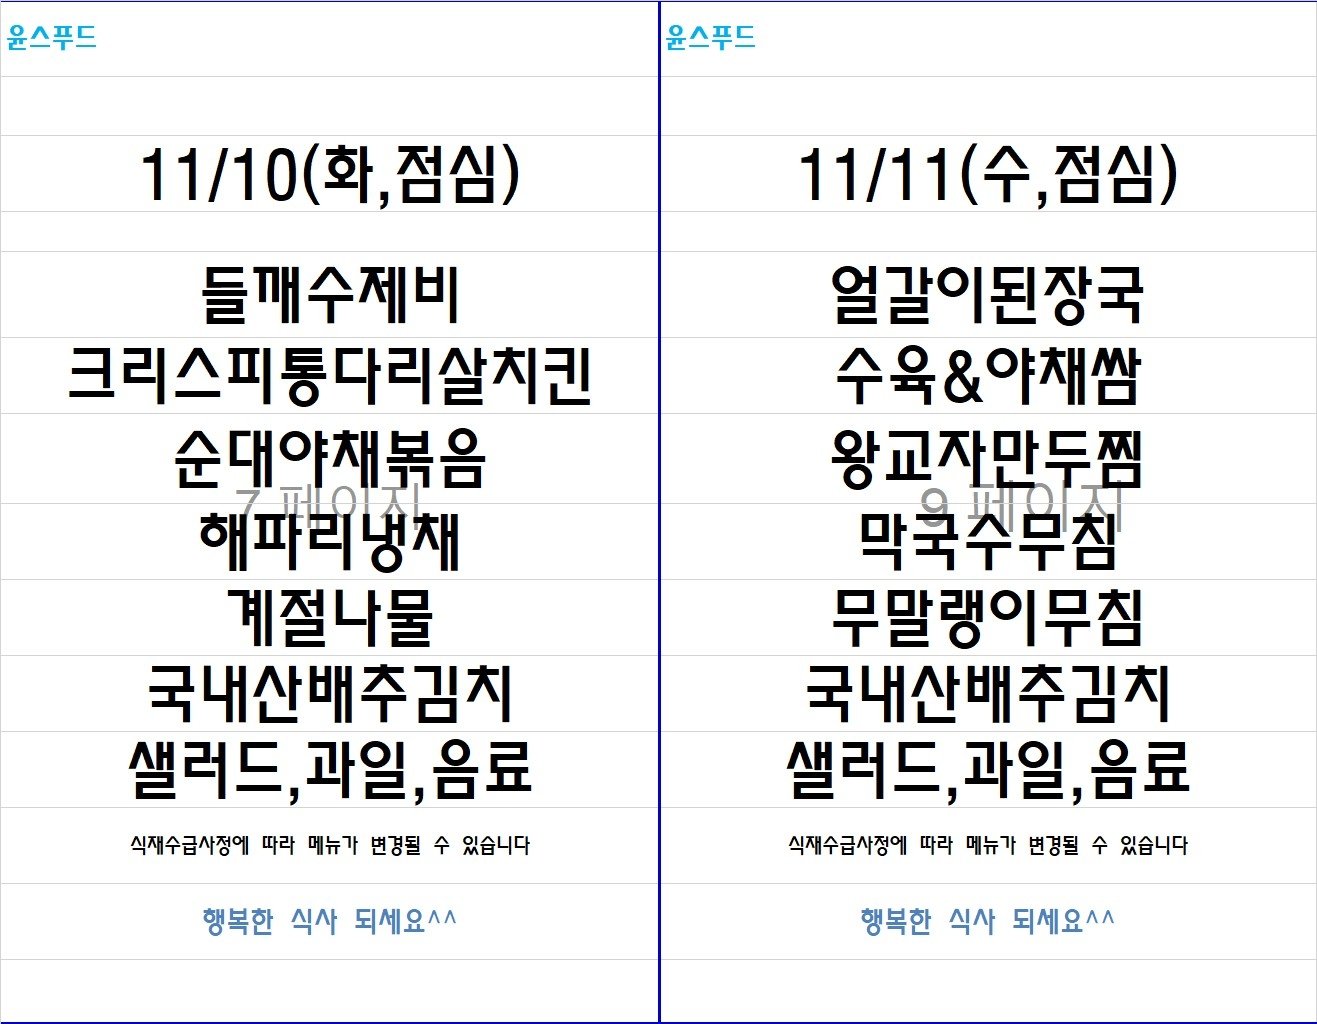 윤스푸드
11/10(화,점심)
들깨수제비
크리스피통다리살치킨
순대야채볶음
7 페이지
해파리냉채
계절나물
국내산배추김치
샐러드,과일,음료
식재수급사정에 따라 메뉴가 변경될 수 있습니다
행복한 식사 되세요^^
윤스푸드
11/11(수,점심)
얼갈이된장국
수육&야채쌈
왕교자만두찜
9 페이지
막국수무침
무말랭이무침
국내산배추김치
샐러드,과일,음료
식재수급사정에 따라 메뉴가 변경될 수 있습니다
행복한 식사 되세요^^